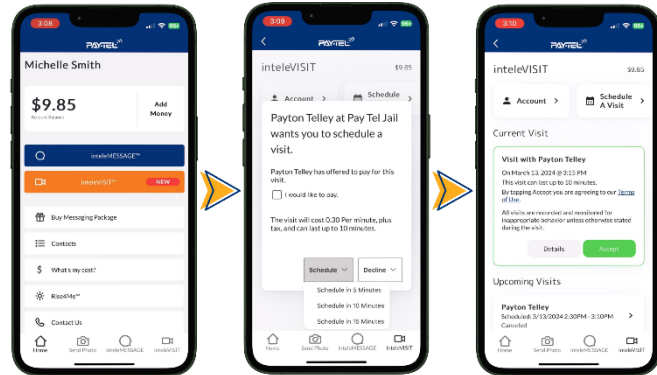 3:08
PAYTEL
Michelle Smith
$9.85
Account Balance
Add
Money
inteleMESSAGE™
inteleVISIT™
NEW
Buy Messaging Package
Contacts
$ What's my cost?
Rise4Me™
Contact Us
Home
Send Photo
inteleMESSAGE
inteleVISIT
3:09
PAYTEL
inteleVISIT
$9.85
Account >
Schedule
Payton Telley at Pay Tel Jail
wants you to schedule a
visit.
Payton Telley has offered to pay for this
visit.
I would like to pay.
The visit will cost 0.30 Per minute, plus
tax, and can last up to 10 minutes.
Schedule
Decline
Schedule in 5 Minutes
Schedule in 10 Minutes
Schedule in 15 Minutes
Home
Send Photo
inteleMESSAGE
inteleVISIT
3:10
PAYTEL
inteleVISIT
$9.85
Account >
Schedule
A Visit >
Current Visit
Visit with Payton Telley
On March 13, 2024 @ 3:15 PM
This visit can last up to 10 minutes.
By tapping Accept you are agreeing to our Terms
of Use.
All visits are recorded and monitored for
inappropriate behavior unless otherwise stated
during the visit.
Details
Accept
Upcoming Visits
Payton Telley
Scheduled: 3/13/2024 2:30PM - 3:10PM
Canceled
Home
Send Photo
inteleMESSAGE
inteleVISIT